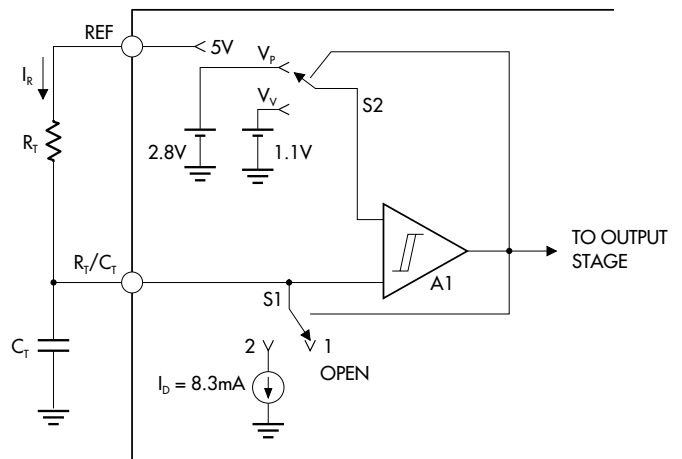 REF
5V
I_R
V_P
V_V
S2
R_T
2.8V
1.1V
TO OUTPUT
STAGE
R_T/C_T
A1
S1
2
1
C_T
OPEN
I_D = 8.3mA